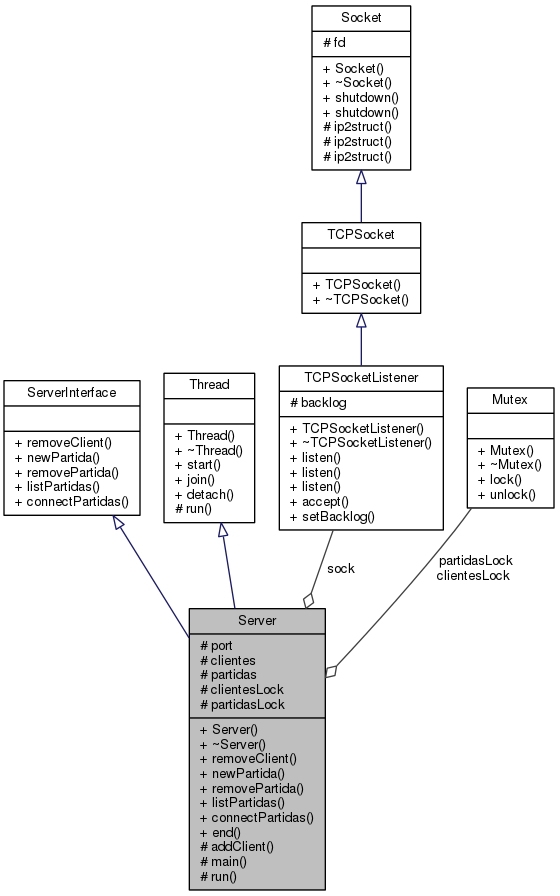 Socket
# fd
+ Socket()
+ ~Socket()
+ shutdown()
+ shutdown()
# ip2struct()
# ip2struct()
# ip2struct()
TCPSocket
+ TCPSocket()
+ ~TCPSocket()
ServerInterface
+ removeClient()
+ newPartida()
+ removePartida()
+ listPartidas()
+ connectPartidas()
Thread
+ Thread()
+ ~Thread()
+ start()
+ join()
+ detach()
# run()
TCPSocketListener
# backlog
+ TCPSocketListener()
+ ~TCPSocketListener()
+ listen()
+ listen()
+ listen()
+ accept()
+ setBacklog()
Mutex
+ Mutex()
+ ~Mutex()
+ lock()
+ unlock()
sock
partidasLock
clientesLock
Server
# port
# clientes
# partidas
# clientesLock
# partidasLock
+ Server()
+ ~Server()
+ removeClient()
+ newPartida()
+ removePartida()
+ listPartidas()
+ connectPartidas()
+ end()
# addClient()
# main()
# run()